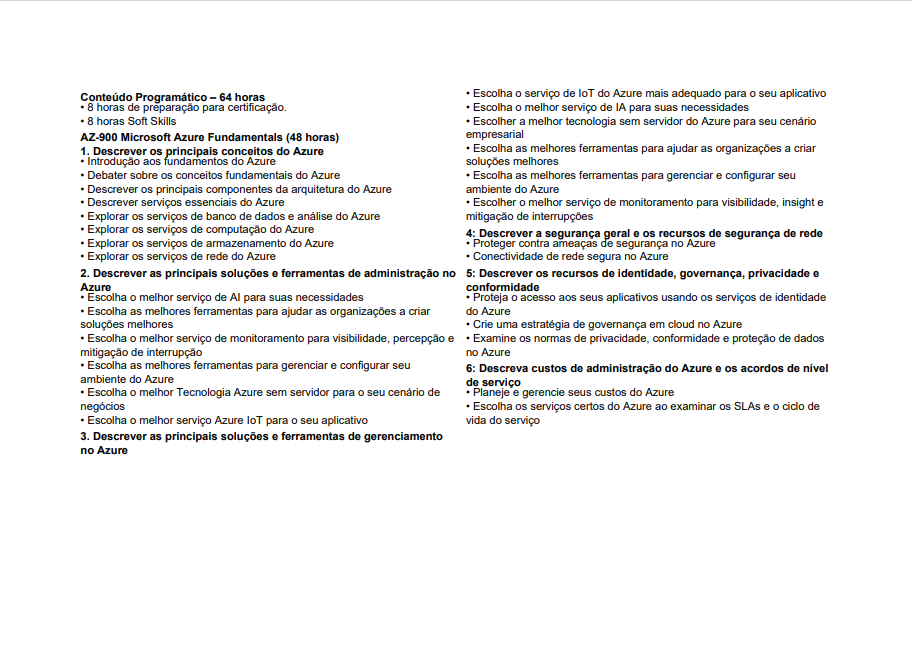 Conteúdo Programático – 64 horas
• 8 horas de preparação para certificação.
• 8 horas Soft Skills
AZ-900 Microsoft Azure Fundamentals (48 horas)
1. Descrever os principais conceitos do Azure
• Introdução aos fundamentos do Azure
• Debater sobre os conceitos fundamentais do Azure
• Descrever os principais componentes da arquitetura do Azure
• Descrever serviços essenciais do Azure
• Explorar os serviços de banco de dados e análise do Azure
• Explorar os serviços de computação do Azure
• Explorar os serviços de armazenamento do Azure
• Explorar os serviços de rede do Azure
2. Descrever as principais soluções e ferramentas de administração no
Azure
• Escolha o melhor serviço de AI para suas necessidades
• Escolha as melhores ferramentas para ajudar as organizações a criar
soluções melhores
• Escolha o melhor serviço de monitoramento para visibilidade, percepção e
mitigação de interrupção
• Escolha as melhores ferramentas para gerenciar e configurar seu
ambiente do Azure
• Escolha o melhor Tecnologia Azure sem servidor para o seu cenário de
negócios
• Escolha o melhor serviço Azure IoT para o seu aplicativo
3. Descrever as principais soluções e ferramentas de gerenciamento
no Azure
• Escolha o serviço de IoT do Azure mais adequado para o seu aplicativo
• Escolha o melhor serviço de IA para suas necessidades
• Escolher a melhor tecnologia sem servidor do Azure para seu cenário
empresarial
• Escolha as melhores ferramentas para ajudar as organizações a criar
soluções melhores
• Escolha as melhores ferramentas para gerenciar e configurar seu
ambiente do Azure
• Escolher o melhor serviço de monitoramento para visibilidade, insight e
mitigação de interrupções
4: Descrever a segurança geral e os recursos de segurança de rede
• Proteger contra ameaças de segurança no Azure
• Conectividade de rede segura no Azure
5: Descrever os recursos de identidade, governança, privacidade e
conformidade
• Proteja o acesso aos seus aplicativos usando os serviços de identidade
do Azure
• Crie uma estratégia de governança em cloud no Azure
• Examine os normas de privacidade, conformidade e proteção de dados
no Azure
6: Descreva custos de administração do Azure e os acordos de nível
de serviço
• Planeje e gerencie seus custos do Azure
• Escolha os serviços certos do Azure ao examinar os SLAs e o ciclo de
vida do serviço